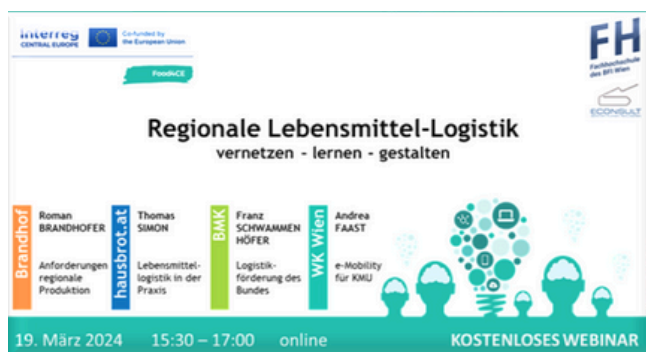 Interreg
CENTRAL EUROPE
Co-funded by
the European Union
Food4CE
FH
Fachhochschule
des BFI Wien
ECONSULT
Regionale Lebensmittel-Logistik
vernetzen - lernen - gestalten
Brandhof
Roman
BRANDHOFER
Anforderungen
regionale
Produktion
hausbrot.at
Thomas
SIMON
Lebensmittel-
logistik in der
Praxis
BMK
Franz
SCHWAMMEN
HÖFER
Logistik-
förderung des
Bundes
WK Wien
Andrea
FAAST
e-Mobility
für KMU
19. März 2024 15:30 – 17:00 online KOSTENLOSES WEBINAR